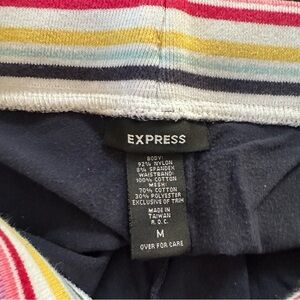 EXPRESS
BODY:
92% NYLON
8% SPANDEX
WAISTBAND:
100% COTTON
MESH:
70% COTTON
30% POLYESTER
EXCLUSIVE OF TRIM
MADE IN
TAIWAN
R.O.C.
M
OVER FOR CARE